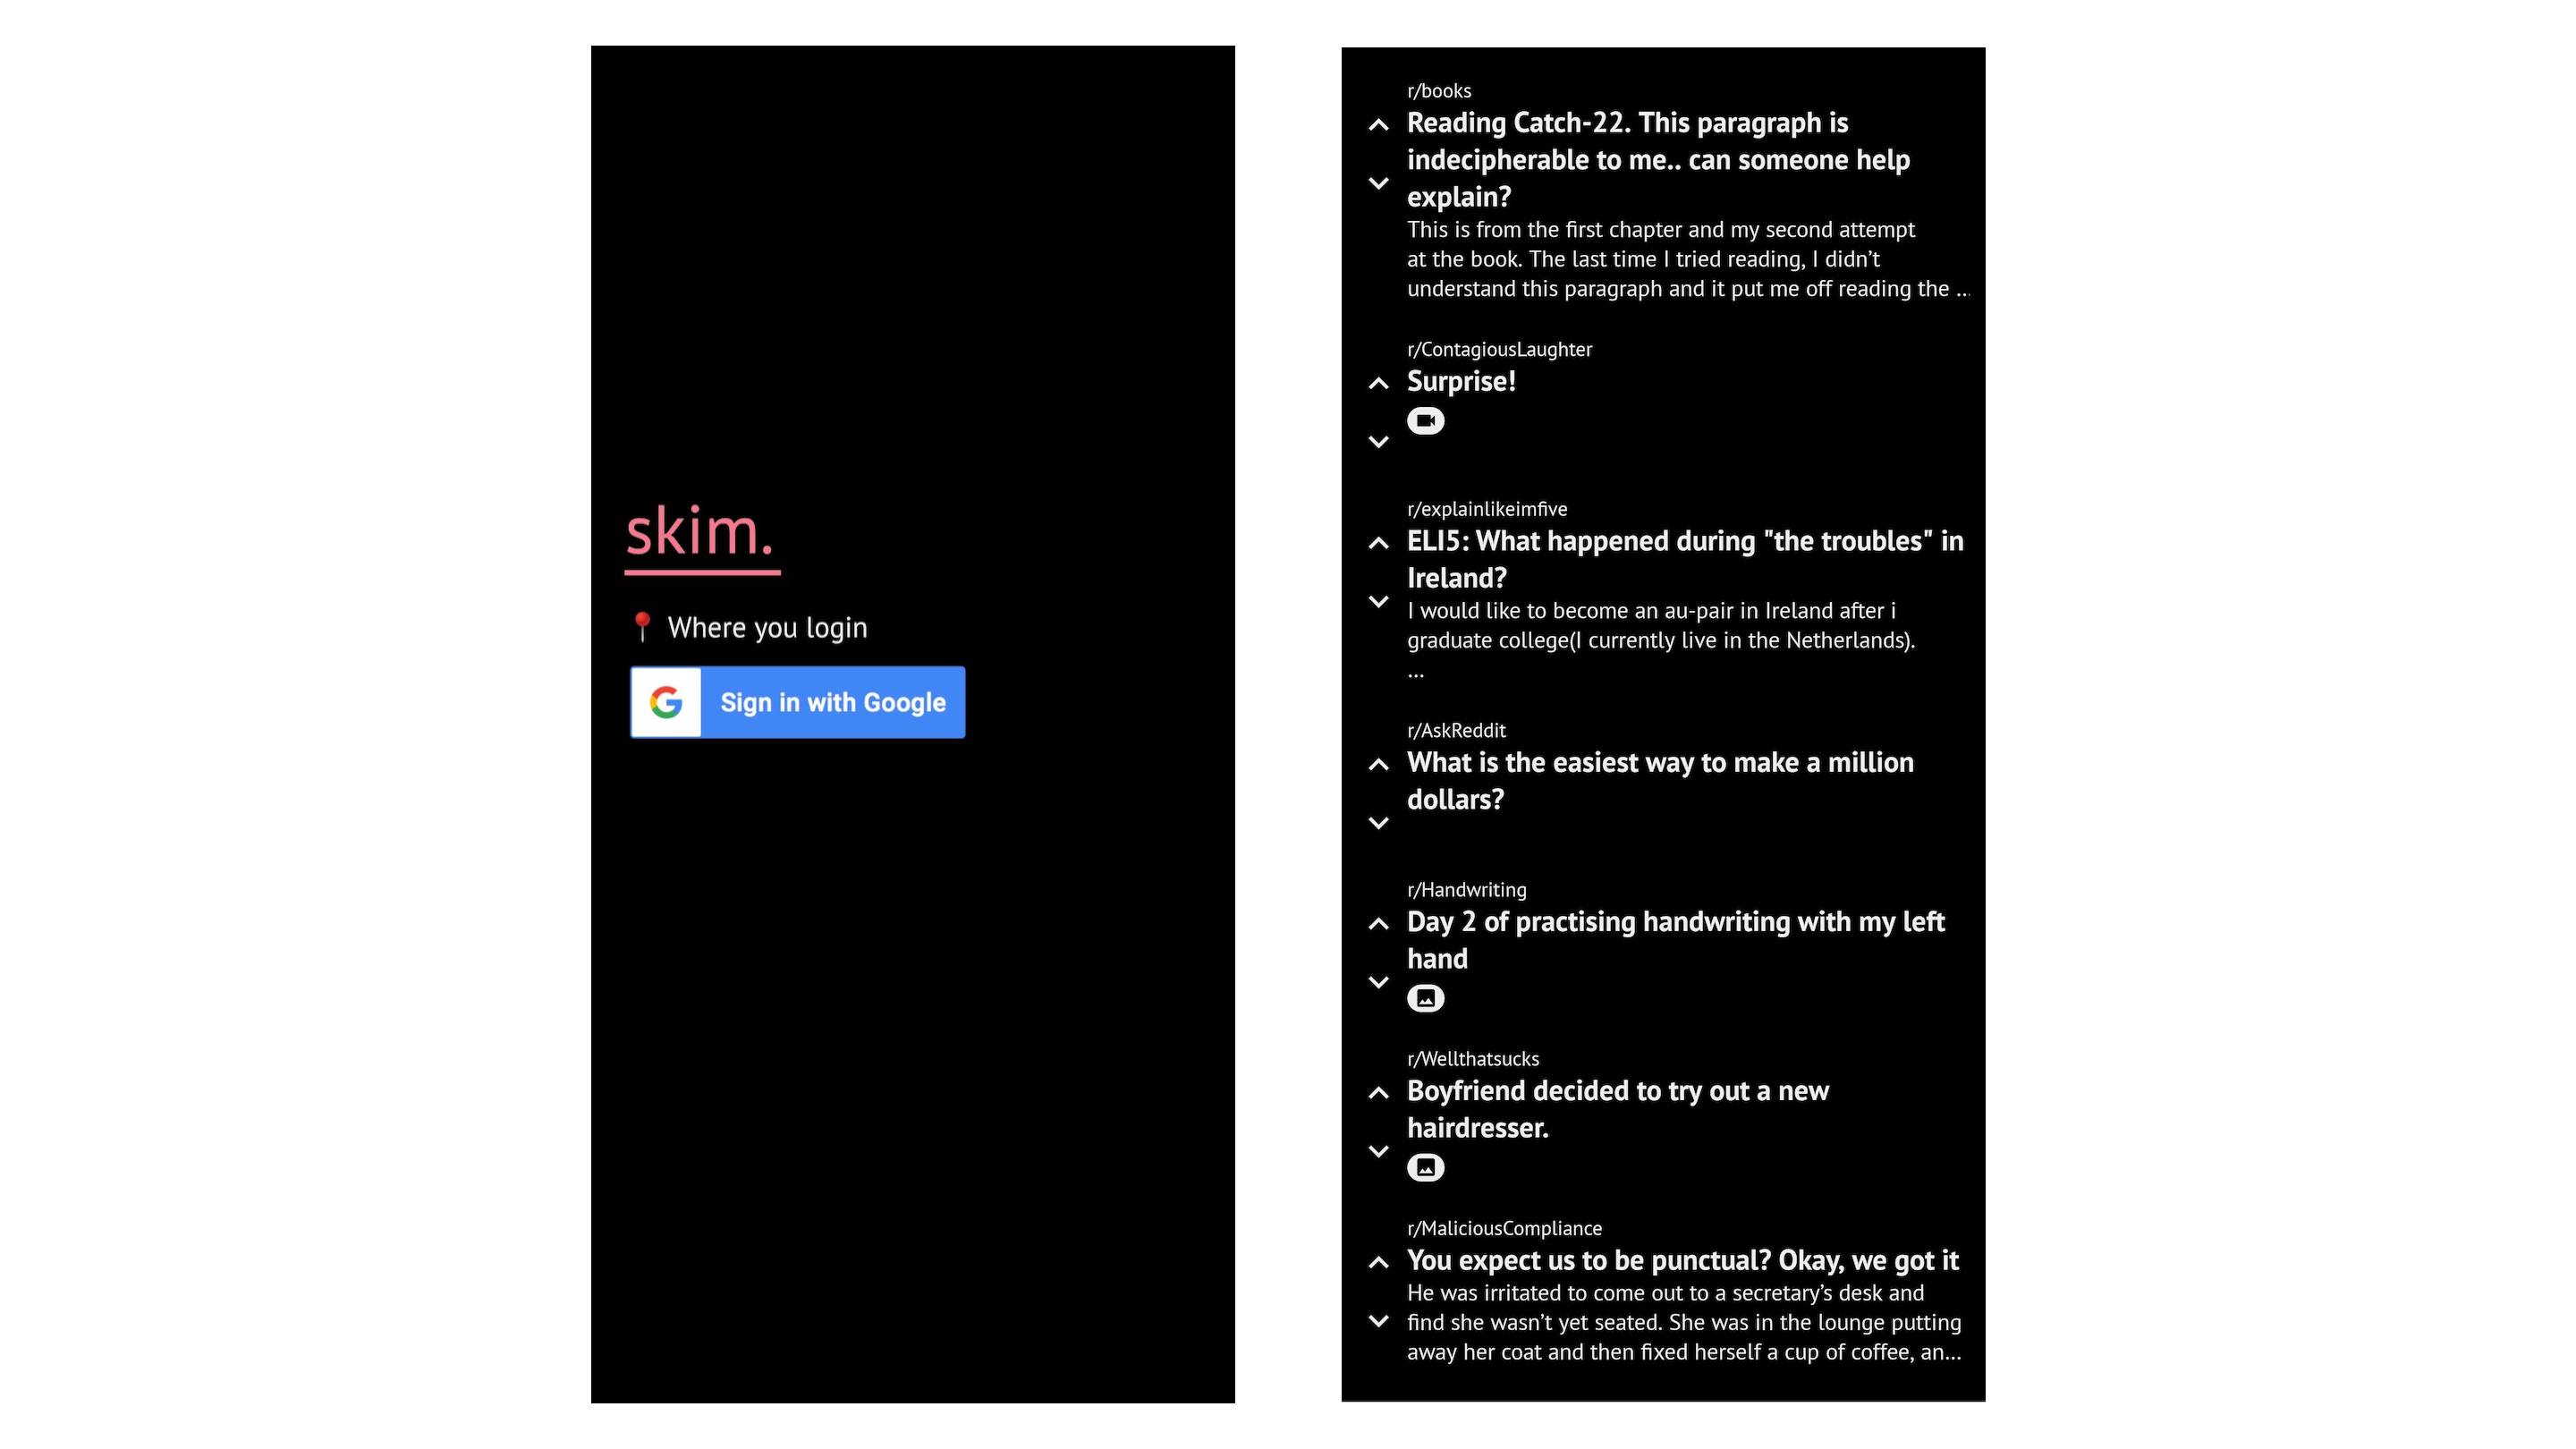 skim.
Where you login
Sign in with Google
r/books
Reading Catch-22. This paragraph is
indecipherable to me.. can someone help
explain?
This is from the first chapter and my second attempt
at the book. The last time I tried reading, I didn’t
understand this paragraph and it put me off reading the ...
r/ContagiousLaughter
Surprise!
r/explainlikeimfive
ELI5: What happened during "the troubles" in
Ireland?
I would like to become an au-pair in Ireland after i
graduate college(I currently live in the Netherlands).
...
r/AskReddit
What is the easiest way to make a million
dollars?
r/Handwriting
Day 2 of practising handwriting with my left
hand
r/Wellthatsucks
Boyfriend decided to try out a new
hairdresser.
r/MaliciousCompliance
You expect us to be punctual? Okay, we got it
He was irritated to come out to a secretary’s desk and
find she wasn’t yet seated. She was in the lounge putting
away her coat and then fixed herself a cup of coffee, an...